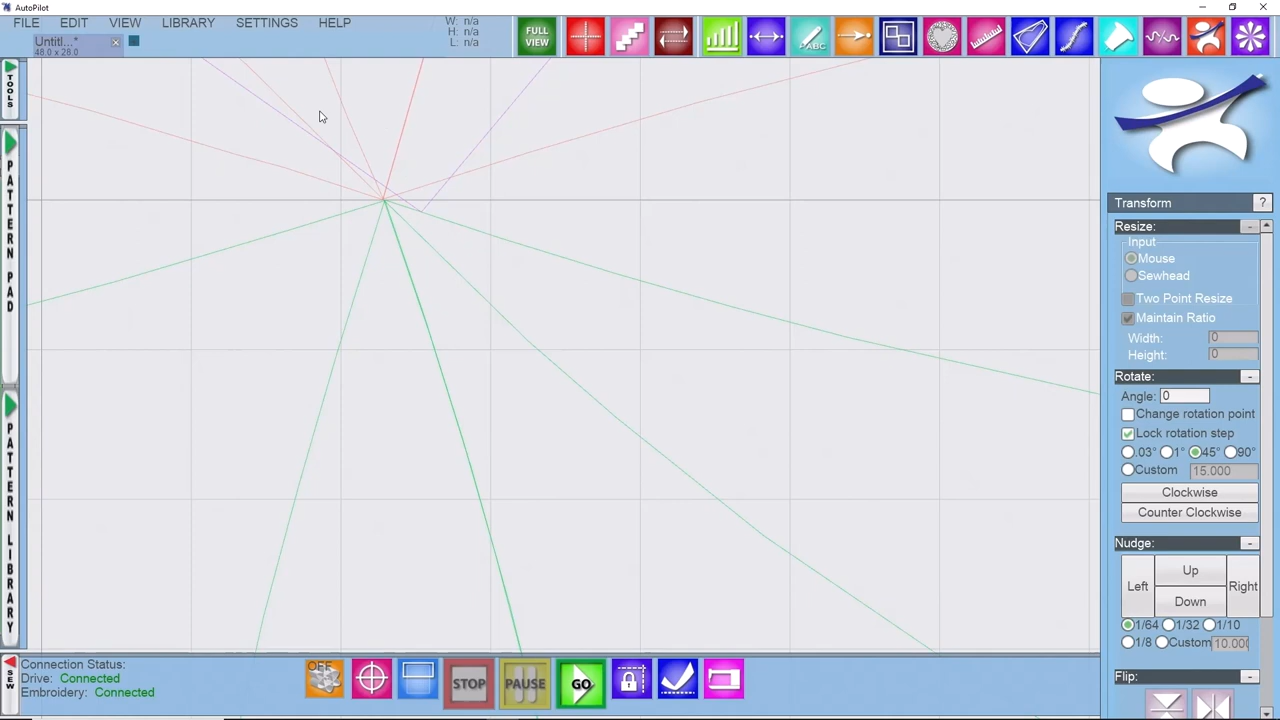 AutoPilot
FILE EDIT VIEW LIBRARY SETTINGS HELP
W: n/a
H: n/a
L: n/a
FULL VIEW
ABC
Untitl...*
48.0 x 28.0
TOOLS
PATTERN PAD
PATTERN LIBRARY
SEW
Transform ?
Resize: -
Input
Mouse
Sewhead
Two Point Resize
Maintain Ratio
Width: 0
Height: 0
Rotate: -
Angle: 0
Change rotation point
Lock rotation step
.03° 1° 45° 90°
Custom 15.000
Clockwise
Counter Clockwise
Nudge: -
Up
Left Right
Down
1/64 1/32 1/10
1/8 Custom 10.000
Flip: -
Connection Status:
Drive: Connected
Embroidery: Connected
OFF
STOP
PAUSE
GO